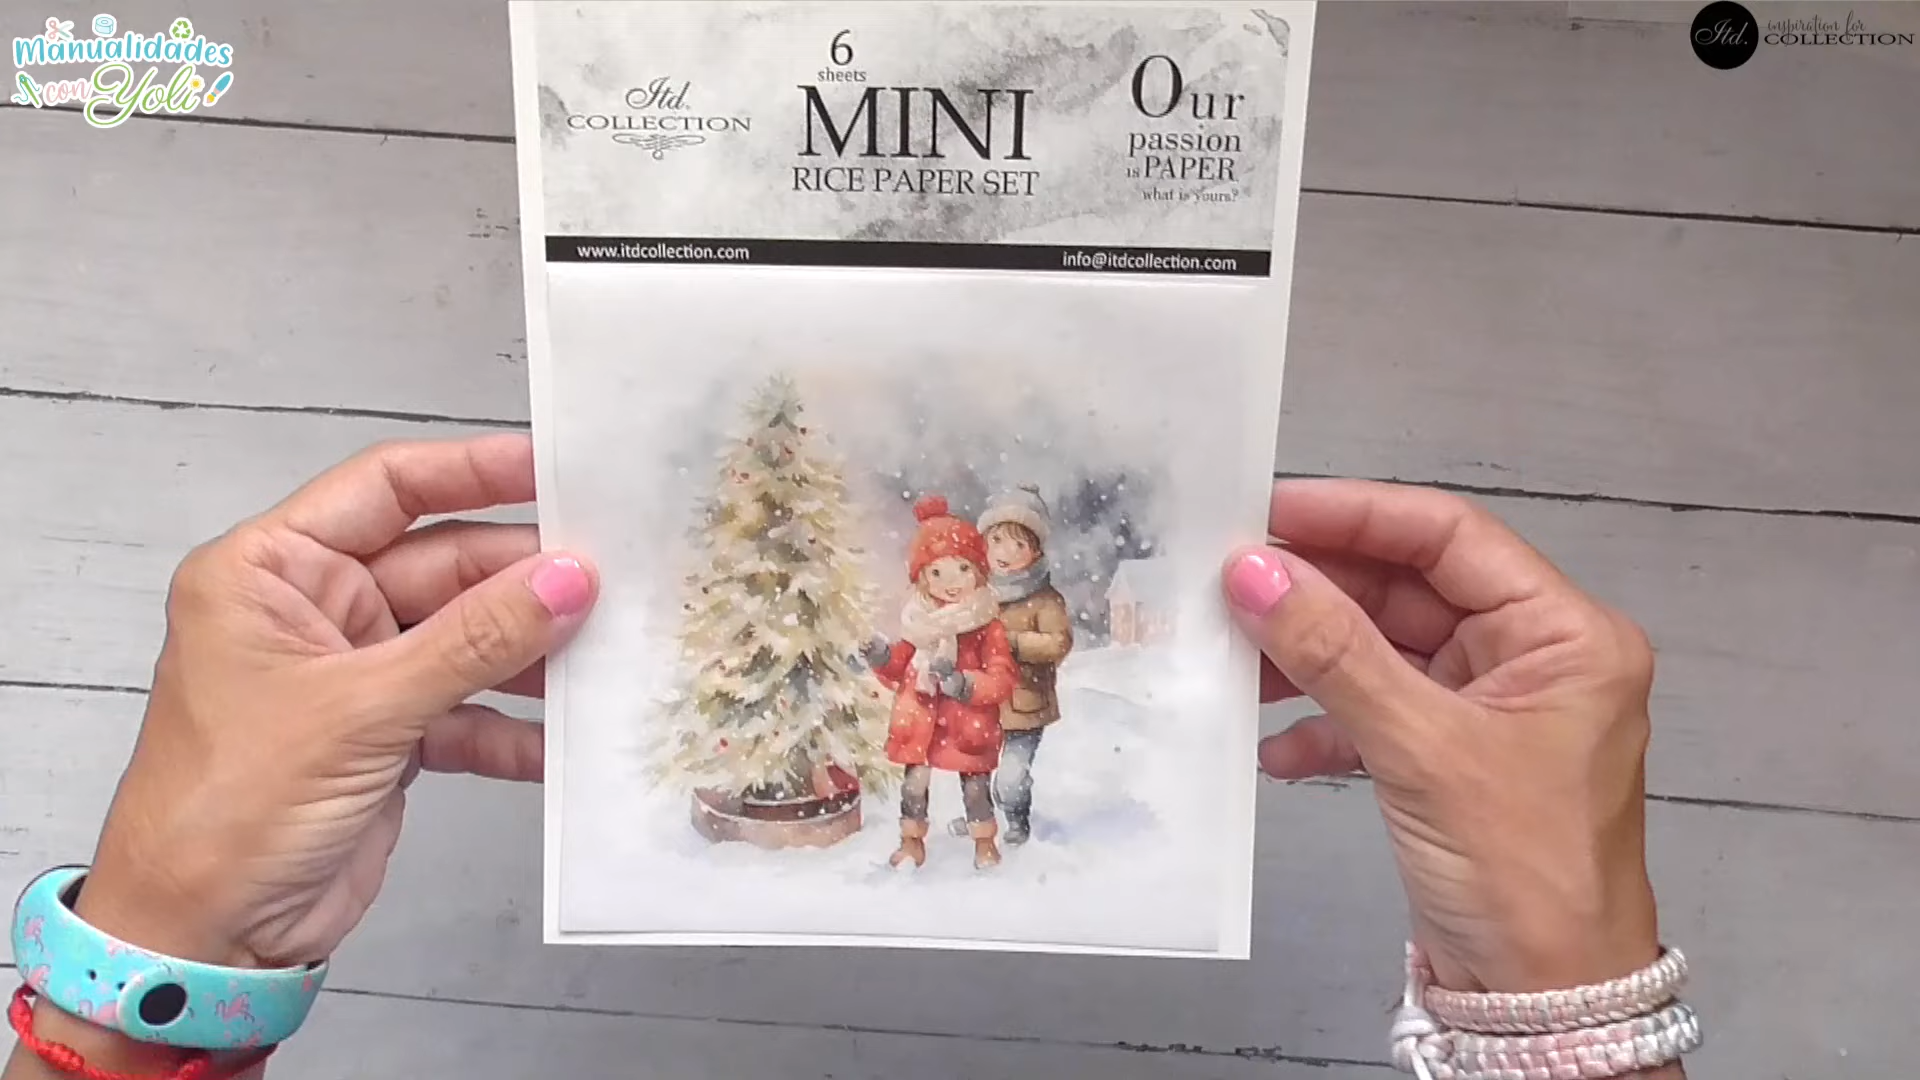 Manualidades
con Yoli
Itd.
COLLECTION
6
sheets
MINI
RICE PAPER SET
Our
passion
is PAPER
what is yours?
www.itdcollection.com
info@itdcollection.com
Itd.
inspiration for
COLLECTION